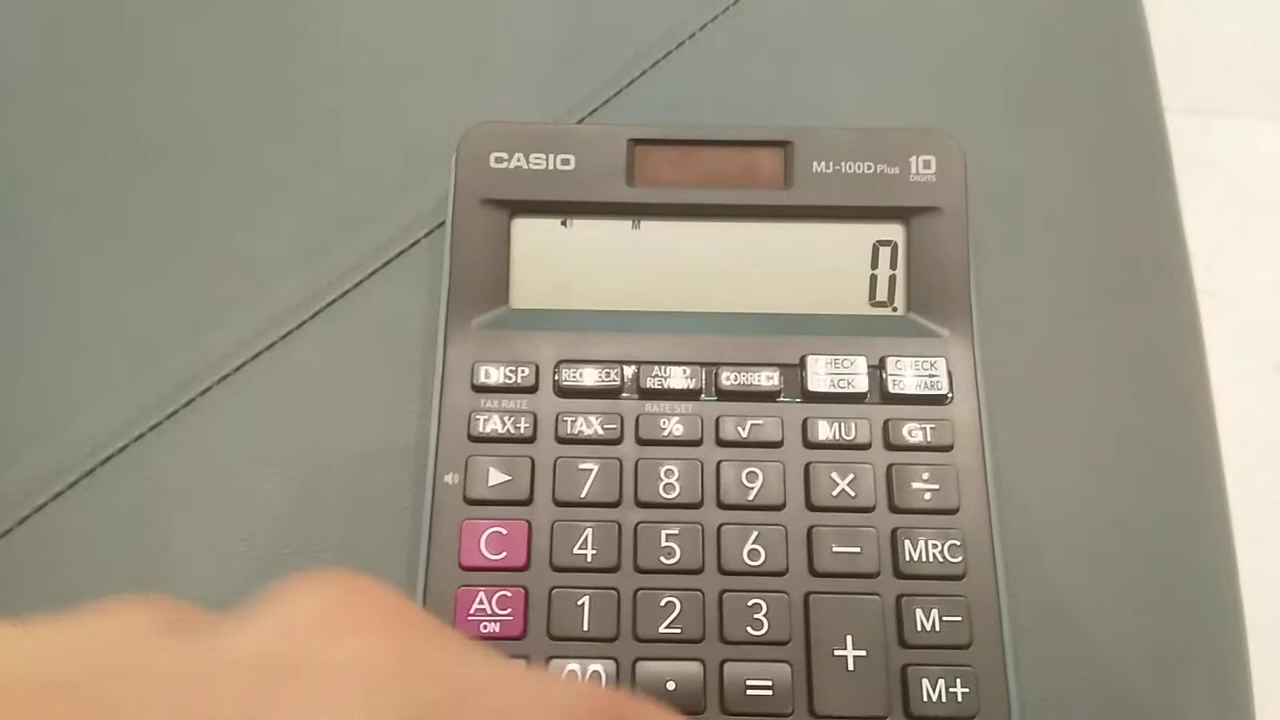 CASIO
MJ-100D Plus 10
DIGITS
M
0.
DISP RECHECK AUTO REVIEW CORRECT CHECK BACK CHECK FORWARD
TAX RATE RATE SET
TAX+ TAX− % √ MU GT
▶ 7 8 9 × ÷
C 4 5 6 − MRC
AC ON 1 2 3 + M−
00 • = M+